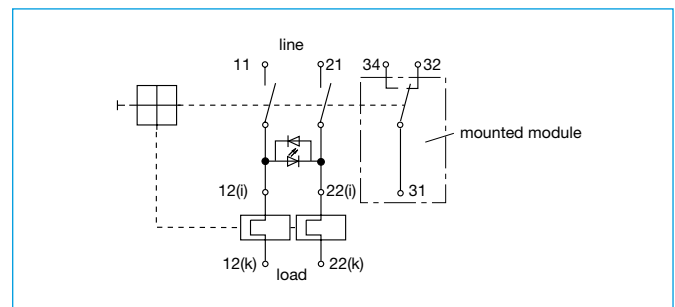 line
11 21 34 32
mounted module
12(i) 22(i) 31
12(k) 22(k)
load